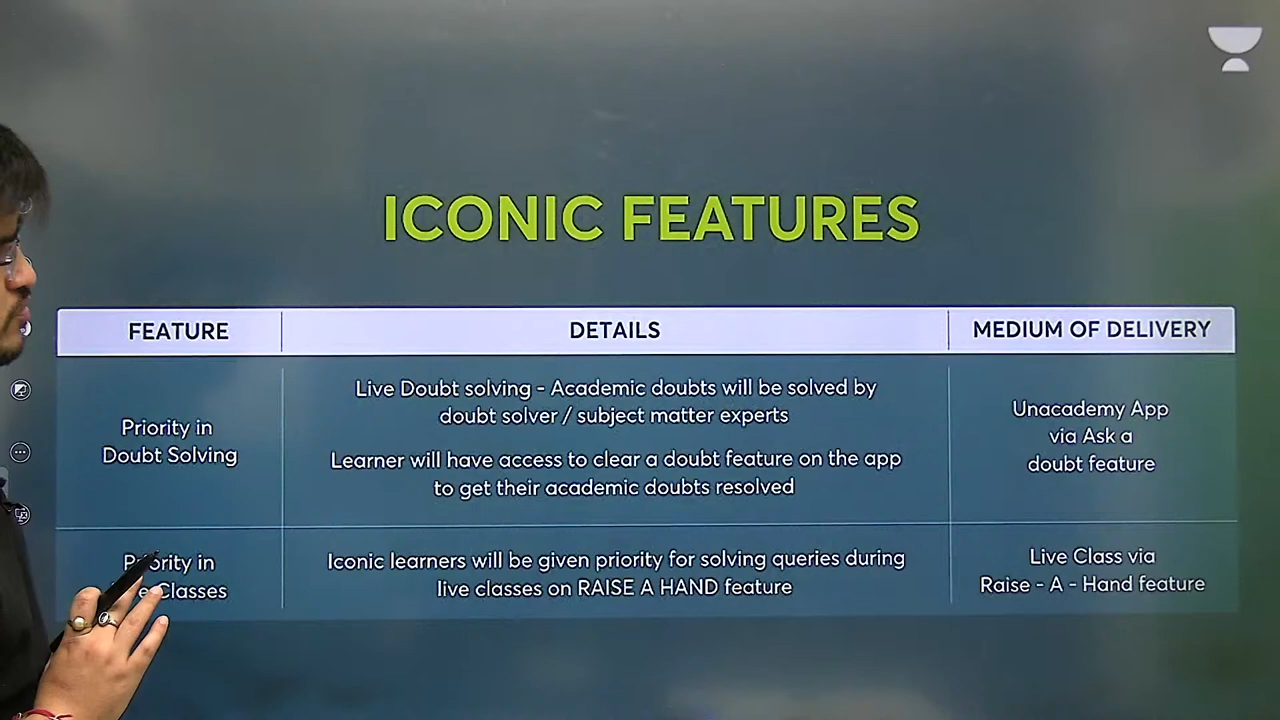 ICONIC FEATURES
FEATURE
DETAILS
MEDIUM OF DELIVERY
Priority in
Doubt Solving
Live Doubt solving - Academic doubts will be solved by
doubt solver / subject matter experts
Learner will have access to clear a doubt feature on the app
to get their academic doubts resolved
Unacademy App
via Ask a
doubt feature
Priority in
Classes
Iconic learners will be given priority for solving queries during
live classes on RAISE A HAND feature
Live Class via
Raise - A - Hand feature